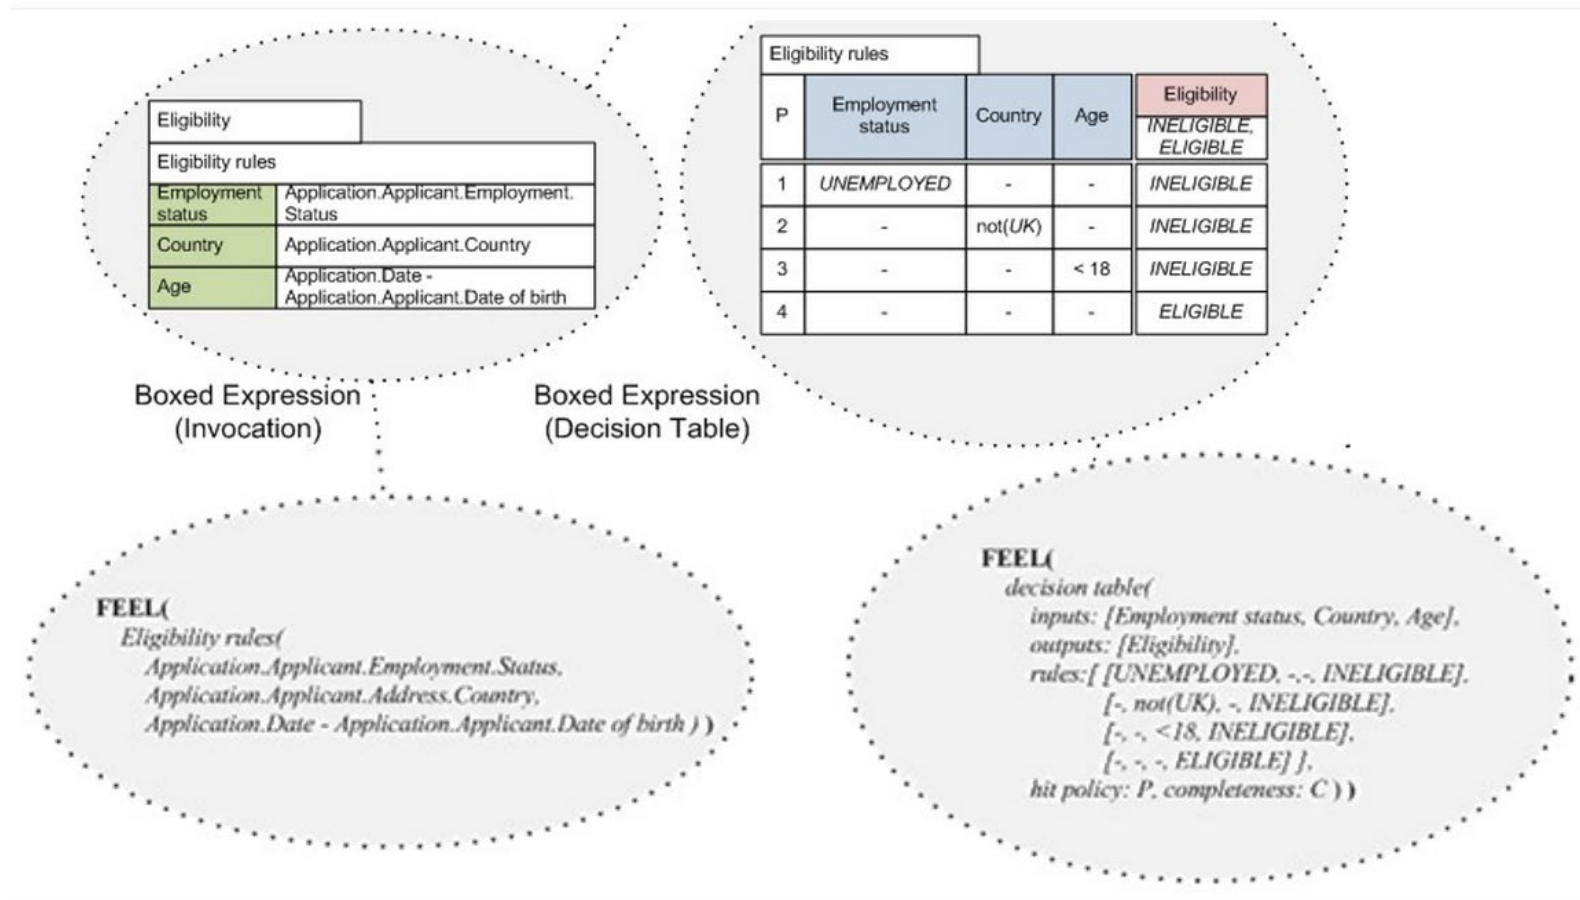 Eligibility
Eligibility rules
Employment
status
Application.Applicant.Employment.
Status
Country
Application.Applicant.Country
Age
Application.Date -
Application.Applicant.Date of birth
Boxed Expression
(Invocation)
Eligibility rules
P
Employment
status
Country
Age
Eligibility
INELIGIBLE,
ELIGIBLE
1 UNEMPLOYED - - INELIGIBLE
2 - not(UK) - INELIGIBLE
3 - - < 18 INELIGIBLE
4 - - - ELIGIBLE
Boxed Expression
(Decision Table)
FEEL(
Eligibility rules(
Application.Applicant.Employment.Status,
Application.Applicant.Address.Country,
Application.Date - Application.Applicant.Date of birth ) )
FEEL(
decision table(
inputs: [Employment status, Country, Age],
outputs: [Eligibility],
rules:[ [UNEMPLOYED, -,-, INELIGIBLE],
[-, not(UK), -, INELIGIBLE],
[-, -, <18, INELIGIBLE],
[-, -, -, ELIGIBLE] ],
hit policy: P, completeness: C ) )